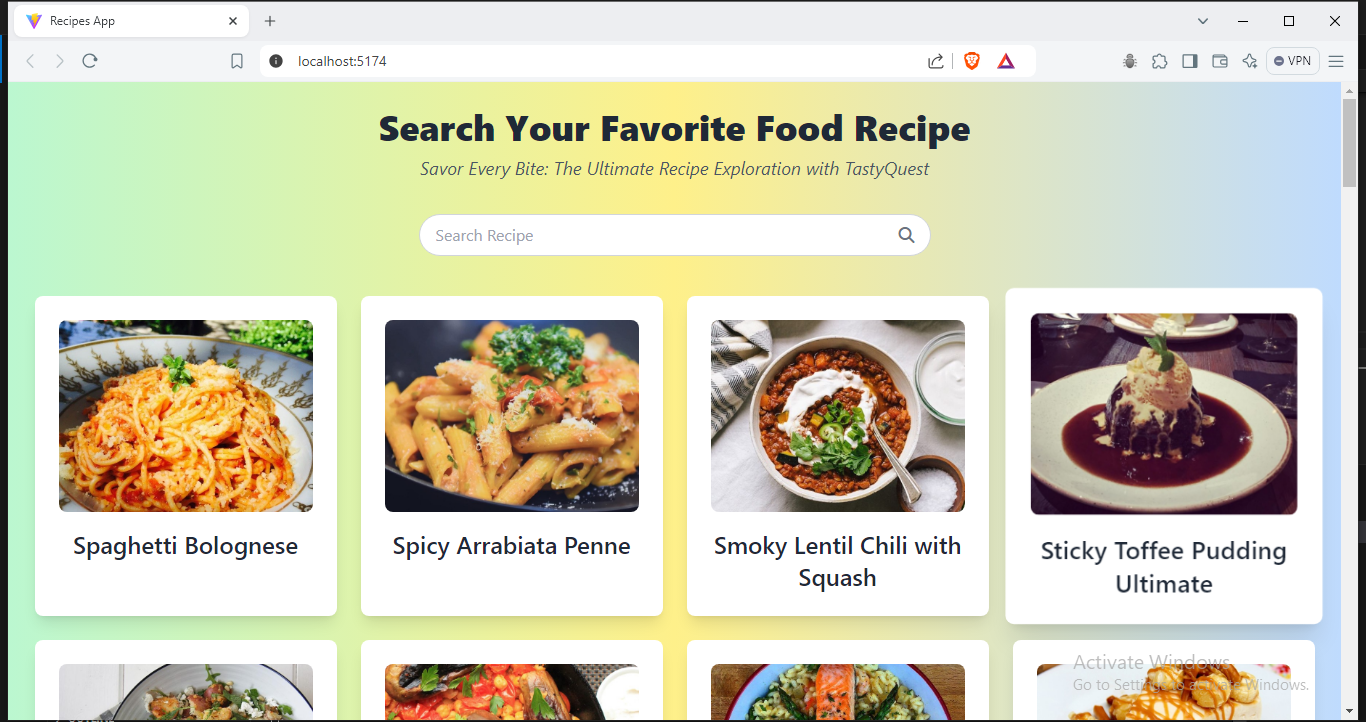 Recipes App
localhost:5174
VPN
Search Your Favorite Food Recipe
Savor Every Bite: The Ultimate Recipe Exploration with TastyQuest
Search Recipe
Spaghetti Bolognese
Spicy Arrabiata Penne
Smoky Lentil Chili with
Squash
Sticky Toffee Pudding
Ultimate
Activate Windows
Go to Settings to activate Windows.